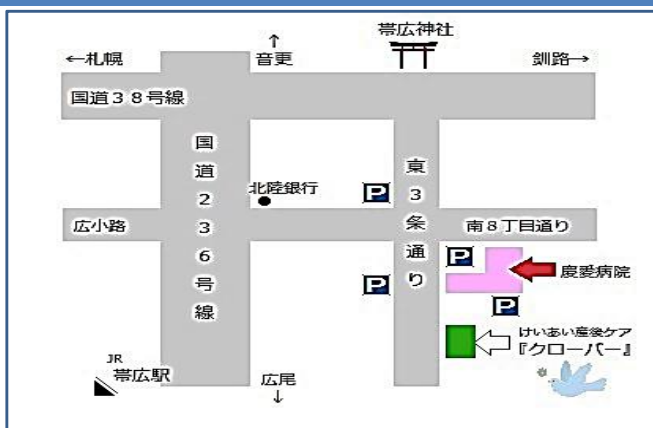 帯広神社
↑
←札幌
音更
釧路→
国道38号線
国道236号線
東3条通り
北陸銀行
P
広小路
南8丁目通り
P
慶愛病院
P
P
けいあい産後ケア
『クローバー』
JR
帯広駅
広尾
↓